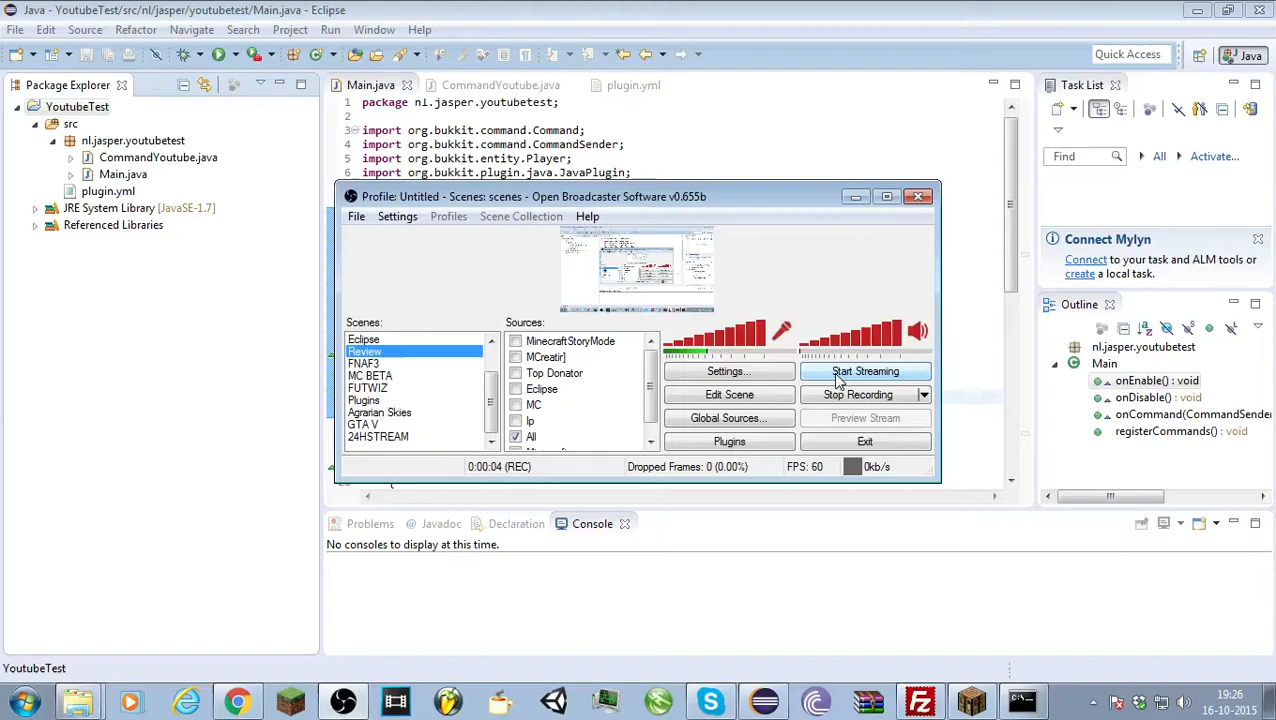 Java - YoutubeTest/src/nl/jasper/youtubetest/Main.java - Eclipse
File Edit Source Refactor Navigate Search Project Run Window Help
Quick Access
Java
Package Explorer
YoutubeTest
src
nl.jasper.youtubetest
CommandYoutube.java
Main.java
plugin.yml
JRE System Library [JavaSE-1.7]
Referenced Libraries
Main.java CommandYoutube.java plugin.yml
1 package nl.jasper.youtubetest;
2
3 import org.bukkit.command.Command;
4 import org.bukkit.command.CommandSender;
5 import org.bukkit.entity.Player;
6 import org.bukkit.plugin.java.JavaPlugin;
Profile: Untitled - Scenes: scenes - Open Broadcaster Software v0.655b
File Settings Profiles Scene Collection Help
Scenes:
Eclipse
Review
FNAF3
MC BETA
FUTWIZ
Plugins
Agrarian Skies
GTA V
24HSTREAM
Sources:
MinecraftStoryMode
MCreatir]
Top Donator
Eclipse
MC
Ip
All
Settings... Start Streaming
Edit Scene Stop Recording
Global Sources... Preview Stream
Plugins Exit
0:00:04 (REC) Dropped Frames: 0 (0.00%) FPS: 60 0kb/s
Task List
Find All Activate...
Connect Mylyn
Connect to your task and ALM tools or
create a local task.
Outline
nl.jasper.youtubetest
Main
onEnable() : void
onDisable() : void
onCommand(CommandSender
registerCommands() : void
Problems Javadoc Declaration Console
No consoles to display at this time.
YoutubeTest
19:26
16-10-2015